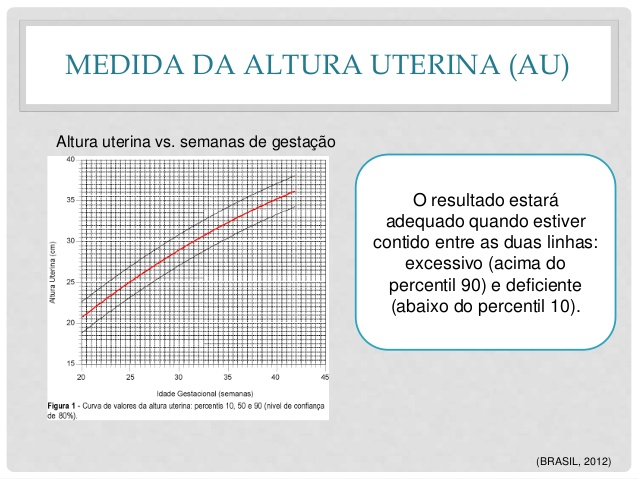 MEDIDA DA ALTURA UTERINA (AU)
Altura uterina vs. semanas de gestação
40
35
30
25
20
15
Altura Uterina (cm)
20 25 30 35 40 45
Idade Gestacional (semanas)
Figura 1 - Curva de valores da altura uterina: percentis 10, 50 e 90 (nível de confiança
de 80%).
O resultado estará
adequado quando estiver
contido entre as duas linhas:
excessivo (acima do
percentil 90) e deficiente
(abaixo do percentil 10).
(BRASIL, 2012)